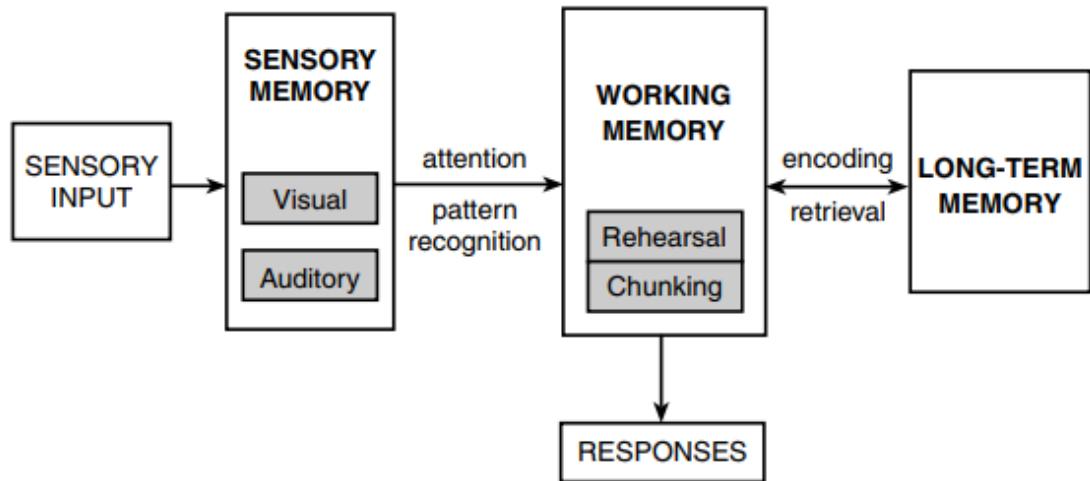 SENSORY
INPUT
SENSORY
MEMORY
Visual
Auditory
attention
pattern
recognition
WORKING
MEMORY
Rehearsal
Chunking
encoding
retrieval
LONG-TERM
MEMORY
RESPONSES